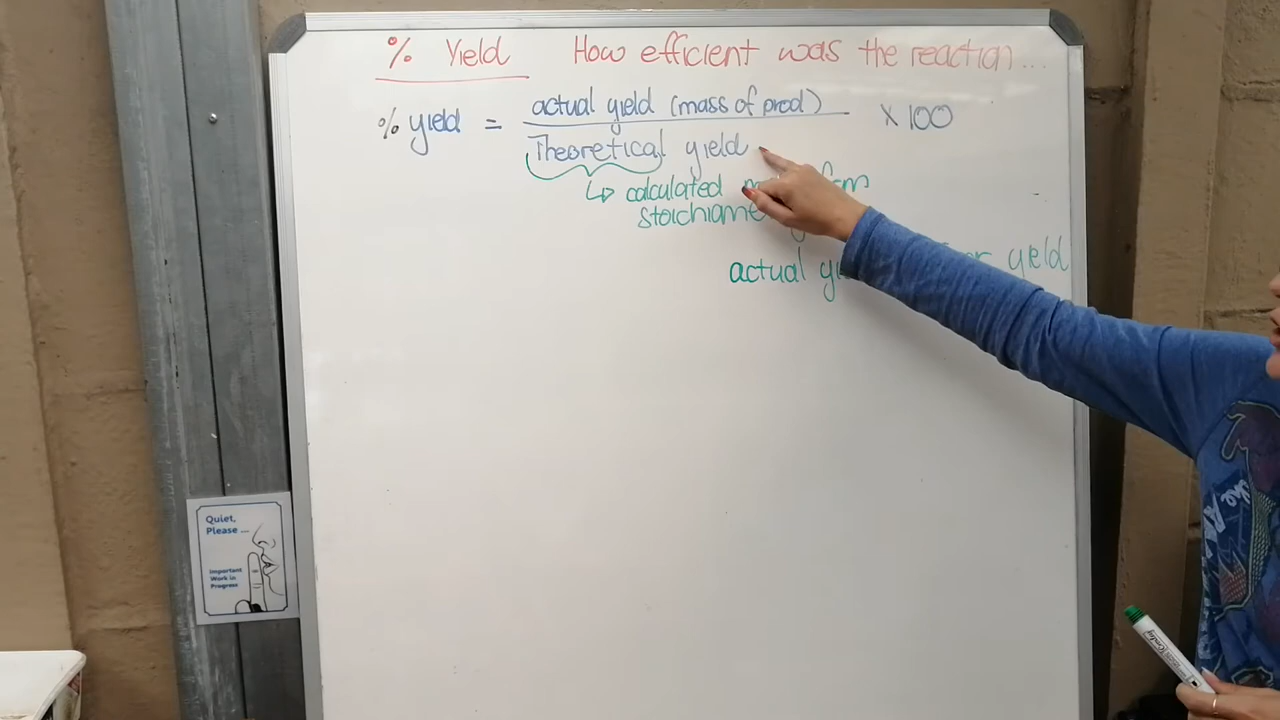 % Yield How efficient was the reaction...
% yield = actual yield (mass of prod) × 100
Theoretical yield
↳ calculated
actual yield
Quiet,
Please ...
Important
Work in
Progress